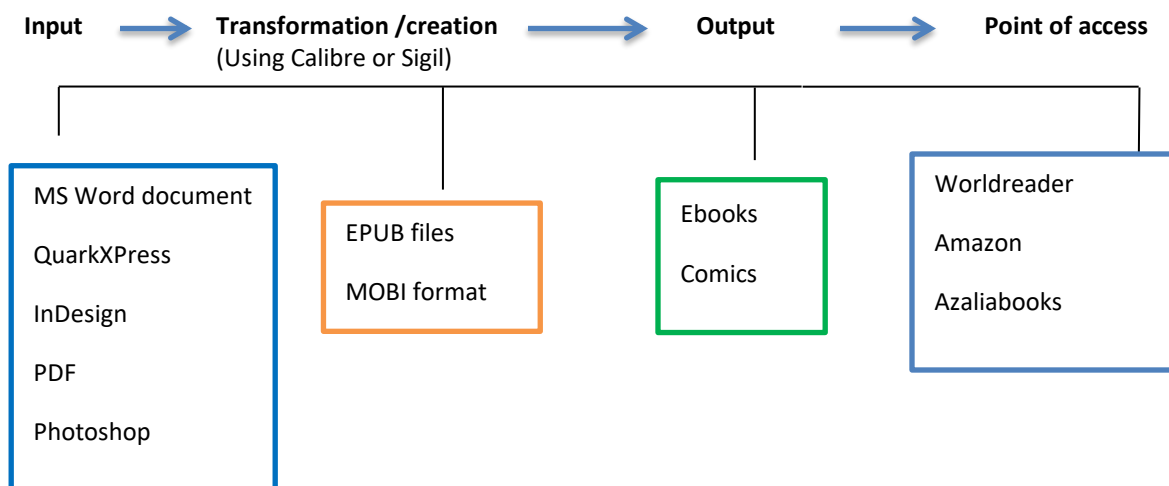 Input
Transformation /creation
(Using Calibre or Sigil)
Output
Point of access
MS Word document
QuarkXPress
InDesign
PDF
Photoshop
EPUB files
MOBI format
Ebooks
Comics
Worldreader
Amazon
Azaliabooks